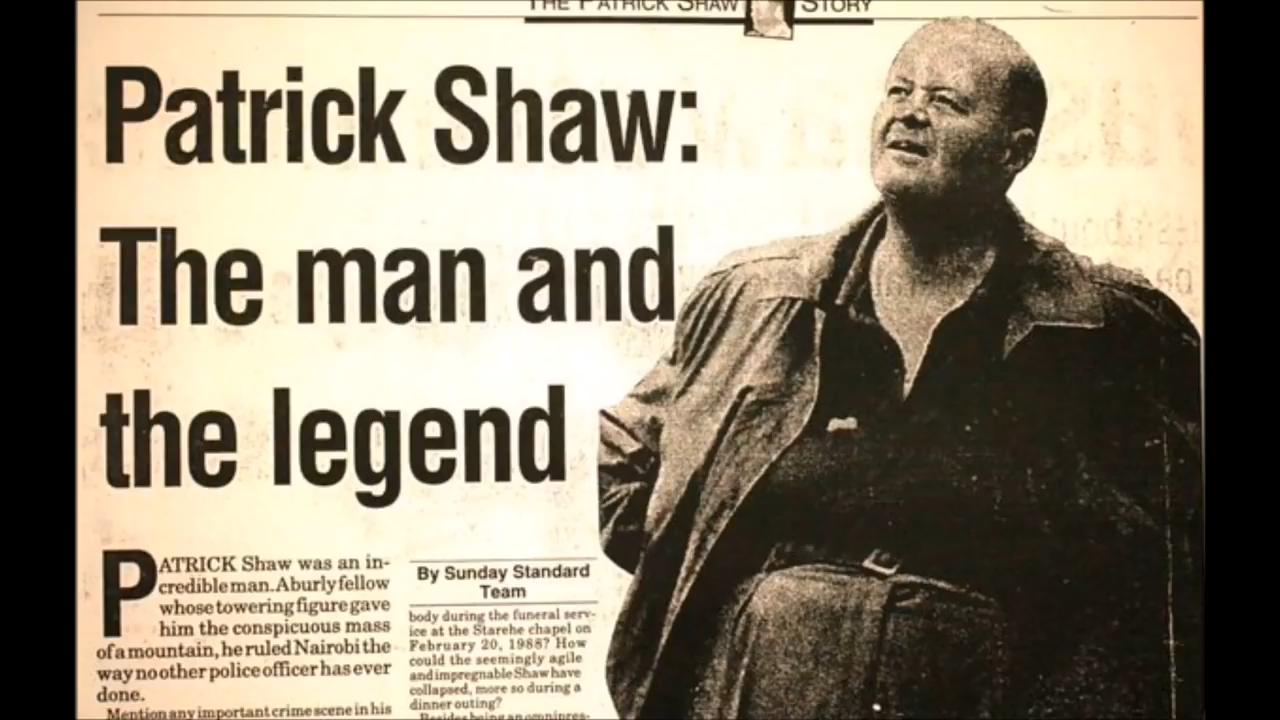 THE PATRICK SHAW STORY
Patrick Shaw:
The man and
the legend
PATRICK Shaw was an in-
credible man. A burly fellow
whose towering figure gave
him the conspicuous mass
of a mountain, he ruled Nairobi the
way no other police officer has ever
done.
Mention any important crime scene in his
By Sunday Standard
Team
body during the funeral serv-
ice at the Starehe chapel on
February 20, 1988? How
could the seemingly agile
and impregnable Shaw have
collapsed, more so during a
dinner outing?
Besides being an omnipres-